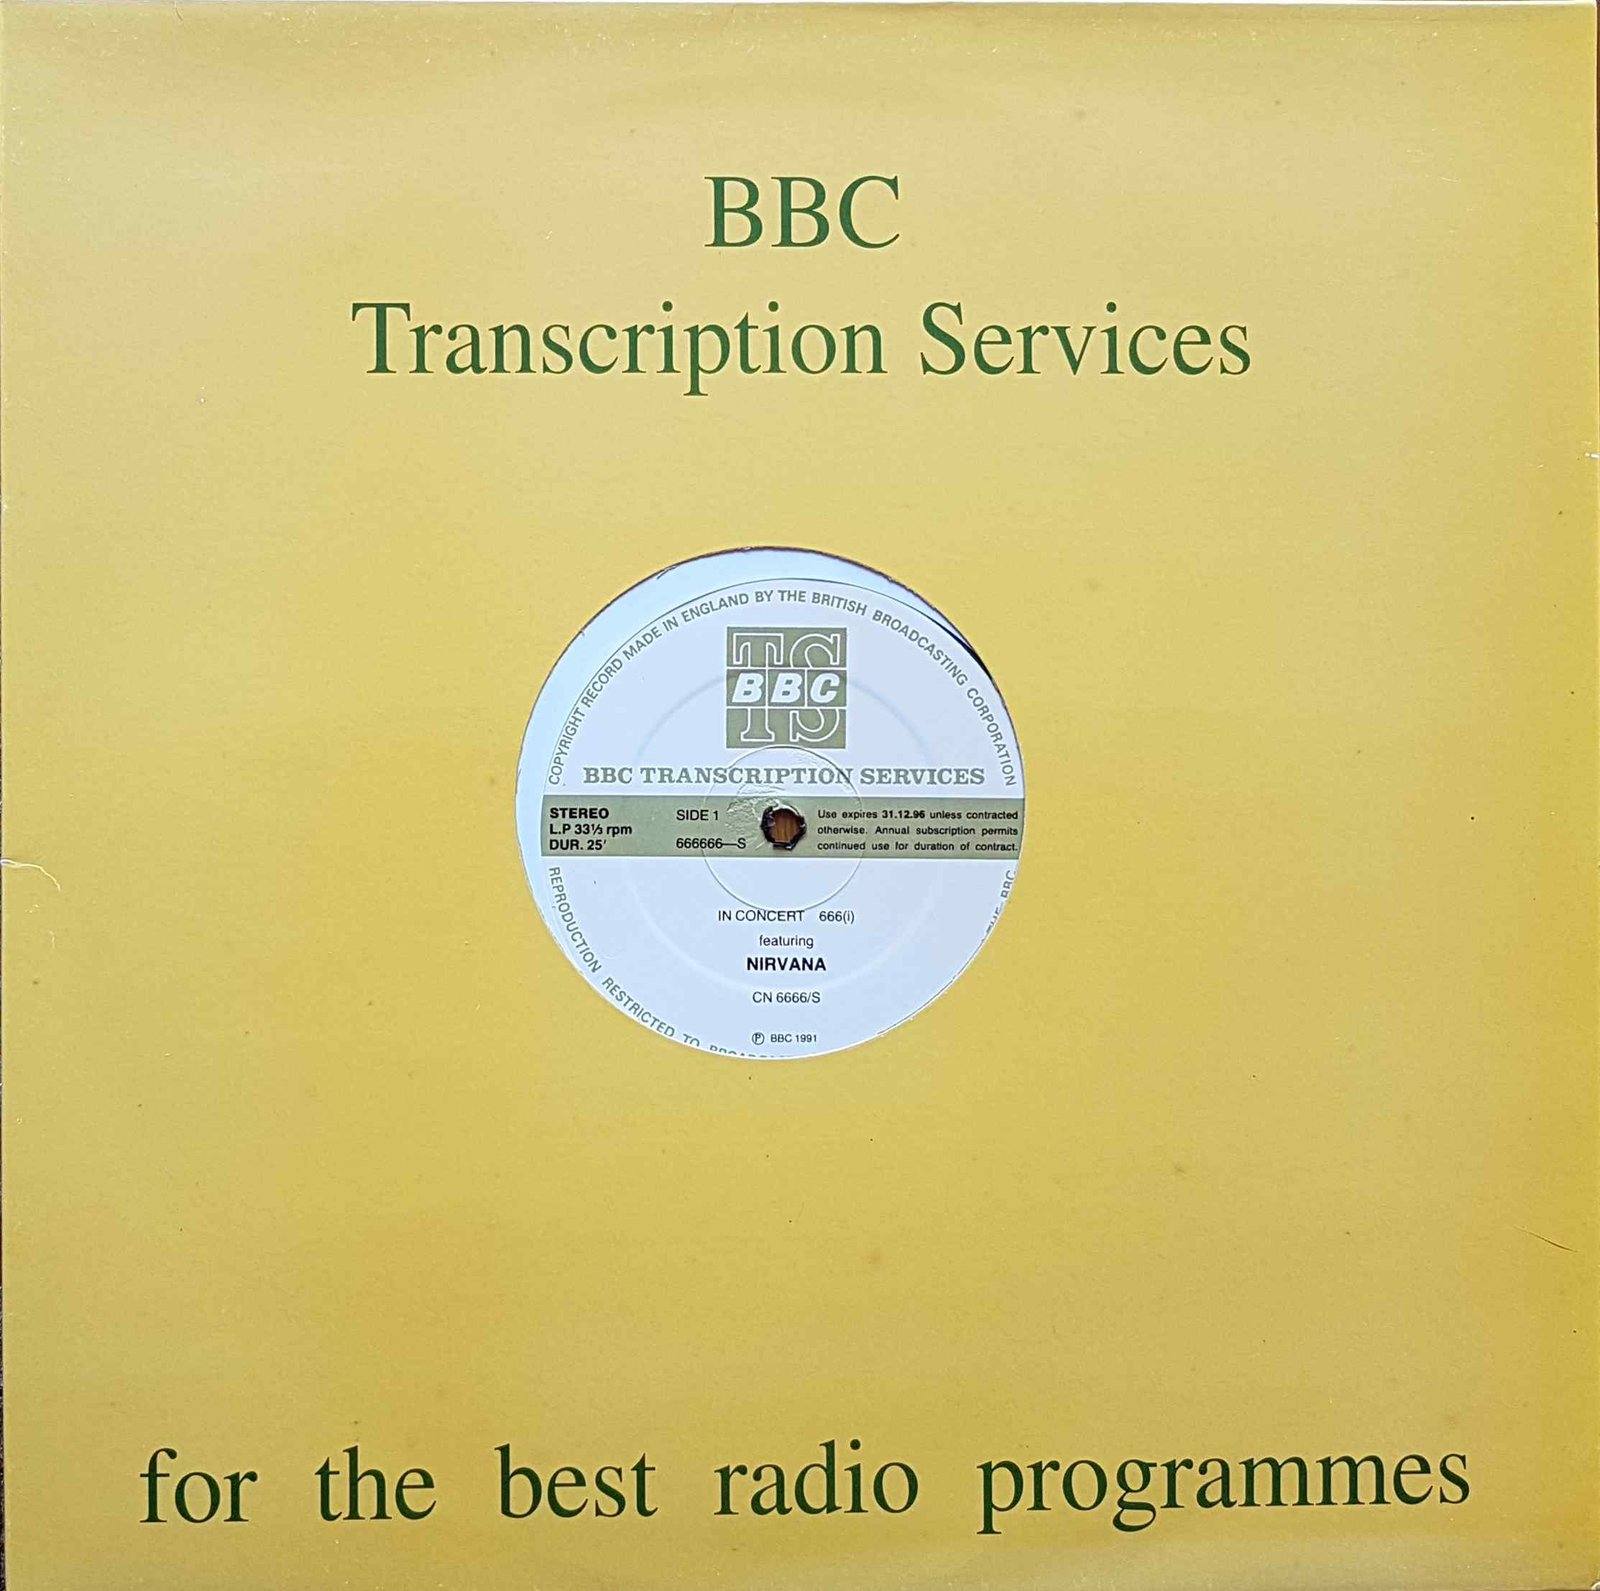 BBC
Transcription Services
COPYRIGHT RECORD MADE IN ENGLAND BY THE BRITISH BROADCASTING CORPORATION
TS
BBC
TS
BBC TRANSCRIPTION SERVICES
STEREO
L.P 33⅓ rpm
DUR. 25'
SIDE 1
666666—S
Use expires 31.12.96 unless contracted
otherwise. Annual subscription permits
continued use for duration of contract.
IN CONCERT 666(i)
featuring
NIRVANA
CN 6666/S
℗ BBC 1991
REPRODUCTION RESTRICTED TO
BBC
for the best radio programmes